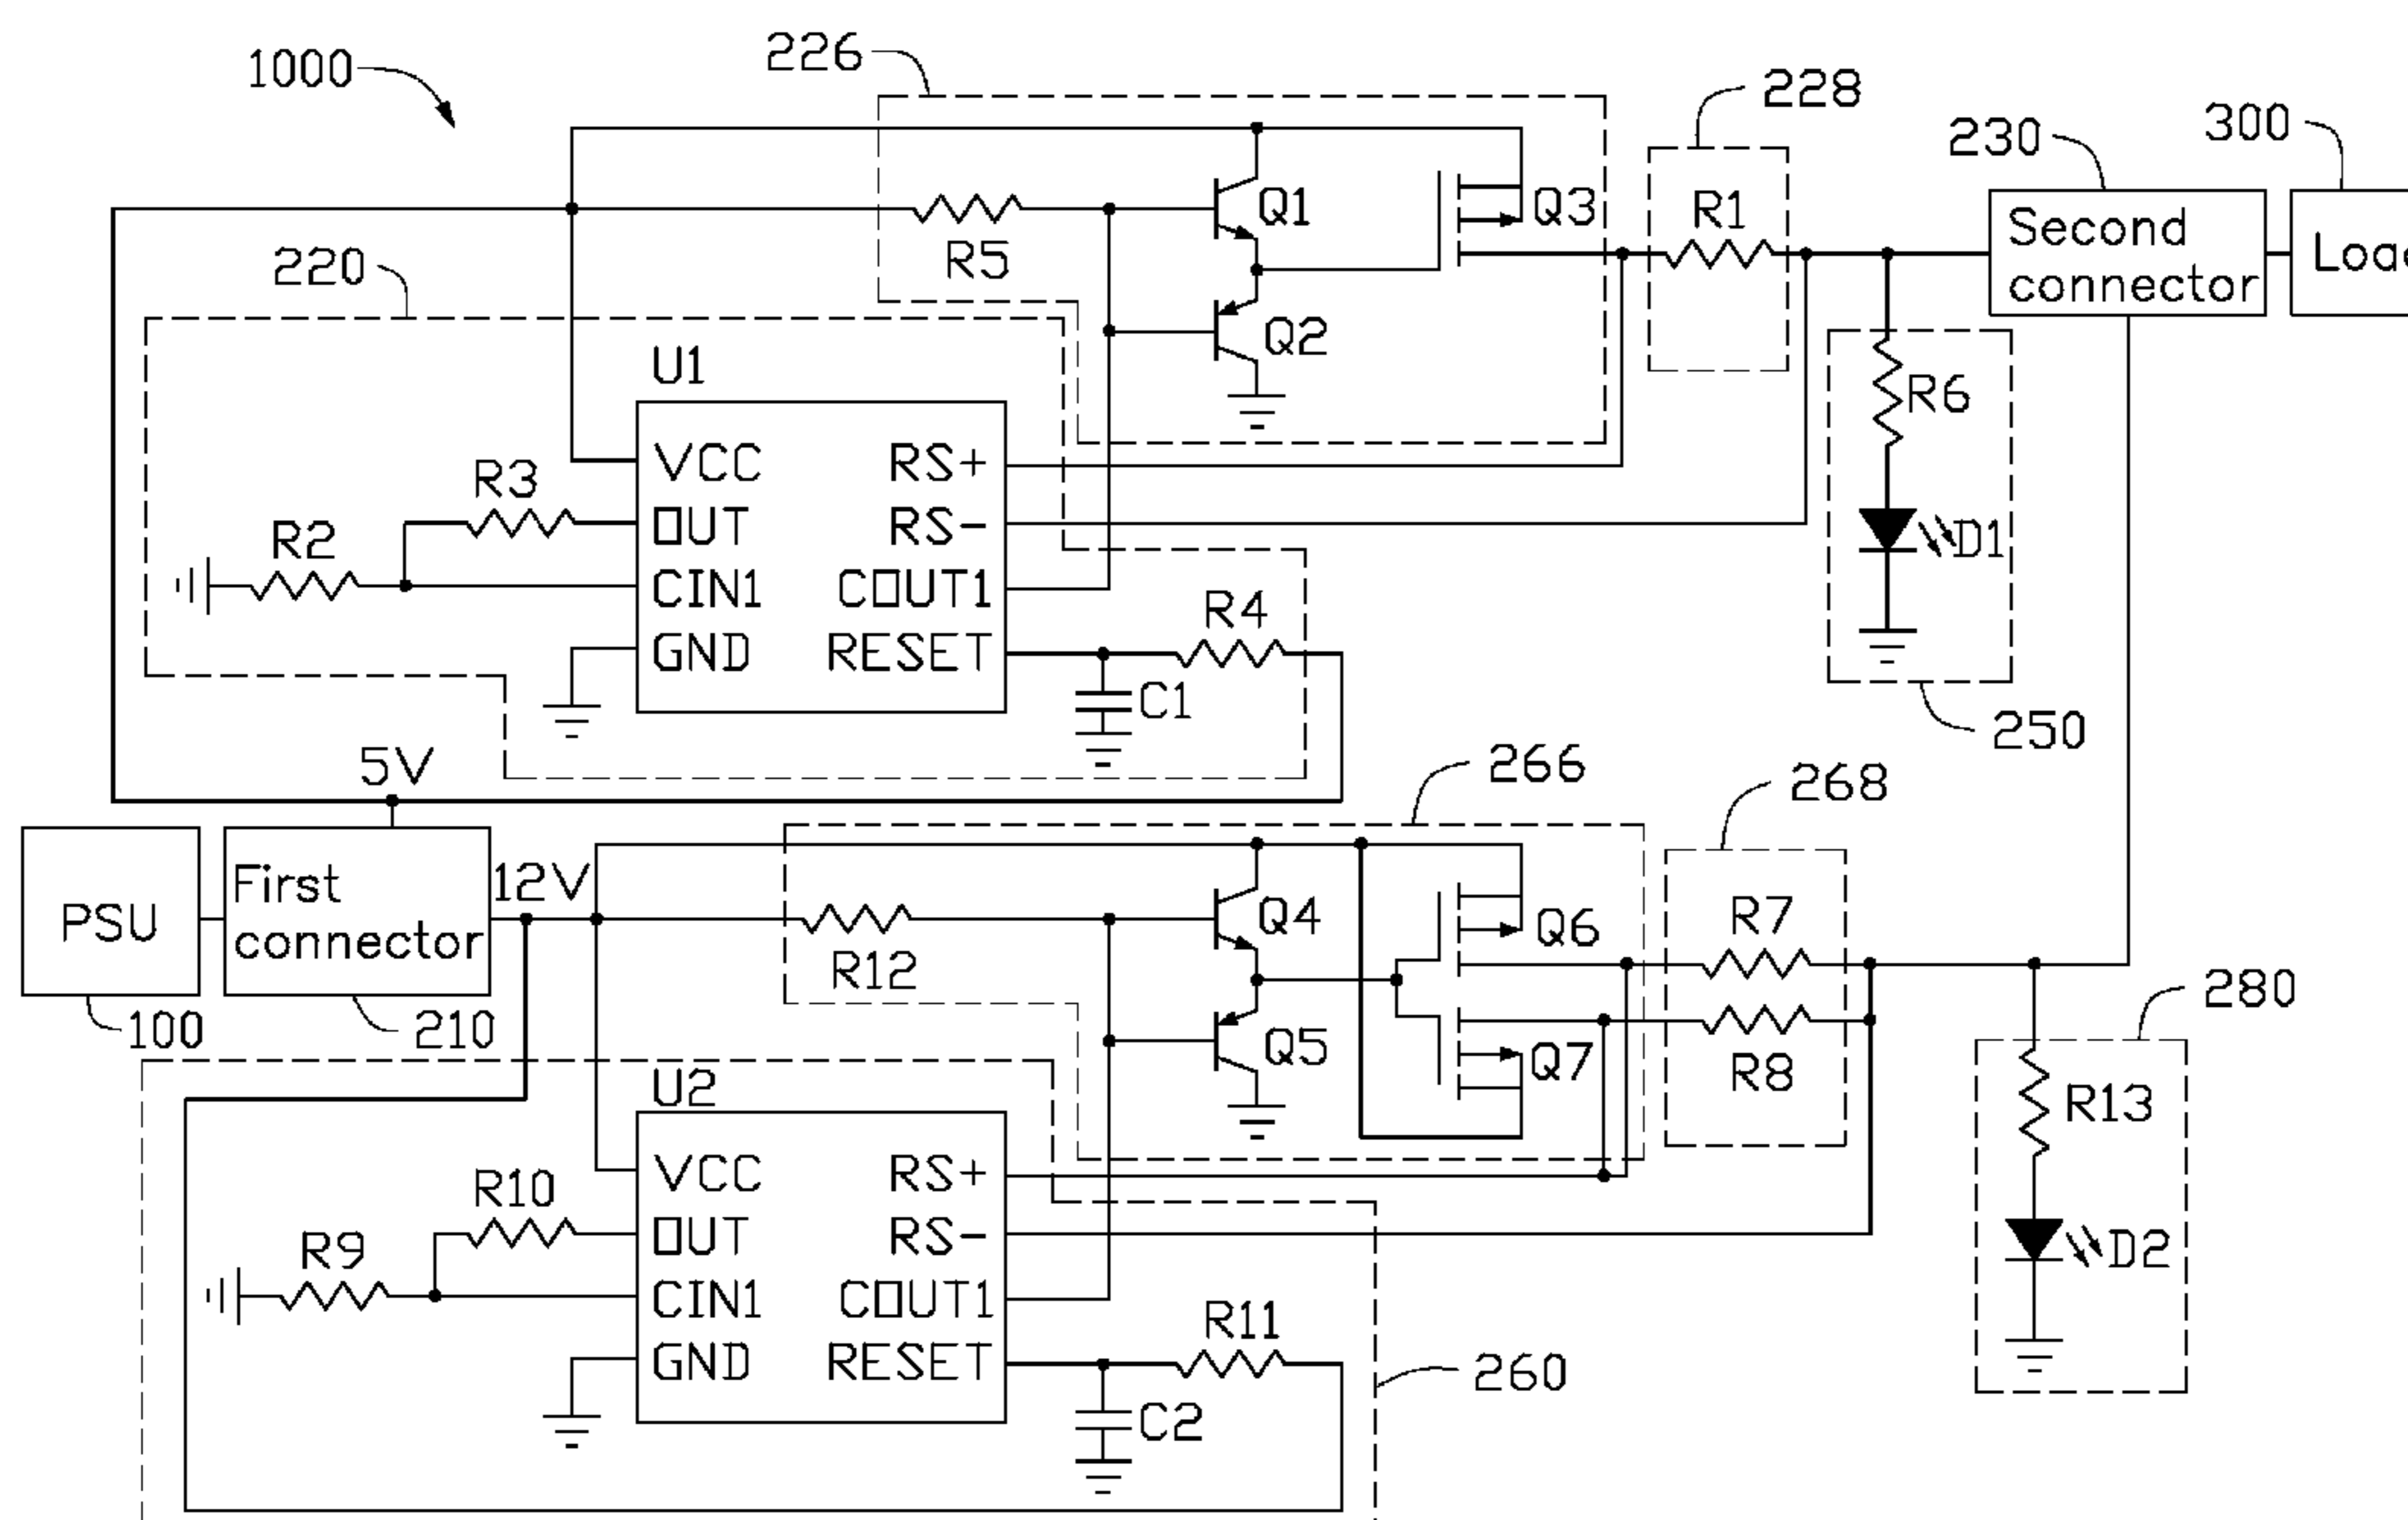 1000
226
228
230
300
Q1
Q3
R1
Second
connector
Loa
R5
220
Q2
U1
R6
VCC
RS+
R3
OUT
RS-
R2
D1
CIN1
COUT1
R4
GND
RESET
C1
250
5V
266
268
PSU
First
connector
12V
Q4
Q6
R7
R12
280
100
210
Q5
Q7
R8
U2
R13
VCC
RS+
R10
OUT
RS-
R9
D2
CIN1
COUT1
R11
GND
RESET
260
C2